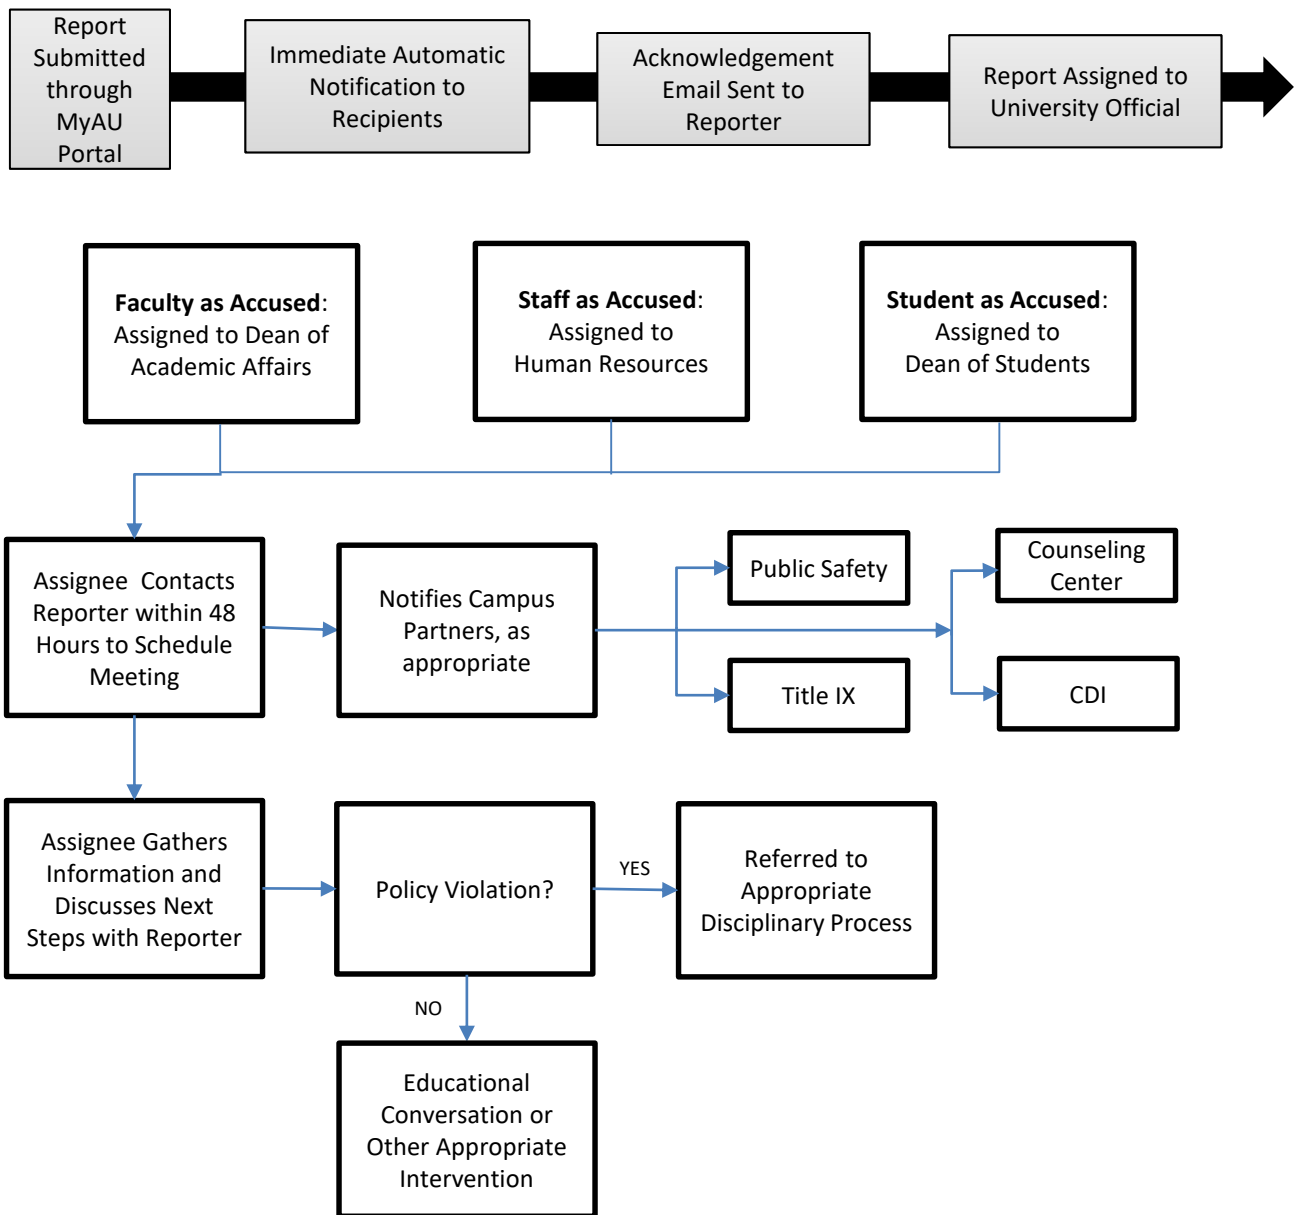 Report
Submitted
through
MyAU
Portal
Immediate Automatic
Notification to
Recipients
Acknowledgement
Email Sent to
Reporter
Report Assigned to
University Official
Faculty as Accused:
Assigned to Dean of
Academic Affairs
Staff as Accused:
Assigned to
Human Resources
Student as Accused:
Assigned to
Dean of Students
Assignee  Contacts
Reporter within 48
Hours to Schedule
Meeting
Notifies Campus
Partners, as
appropriate
Public Safety
Counseling
Center
Title IX
CDI
Assignee Gathers
Information and
Discusses Next
Steps with Reporter
Policy Violation?
YES
Referred to
Appropriate
Disciplinary Process
NO
Educational
Conversation or
Other Appropriate
Intervention